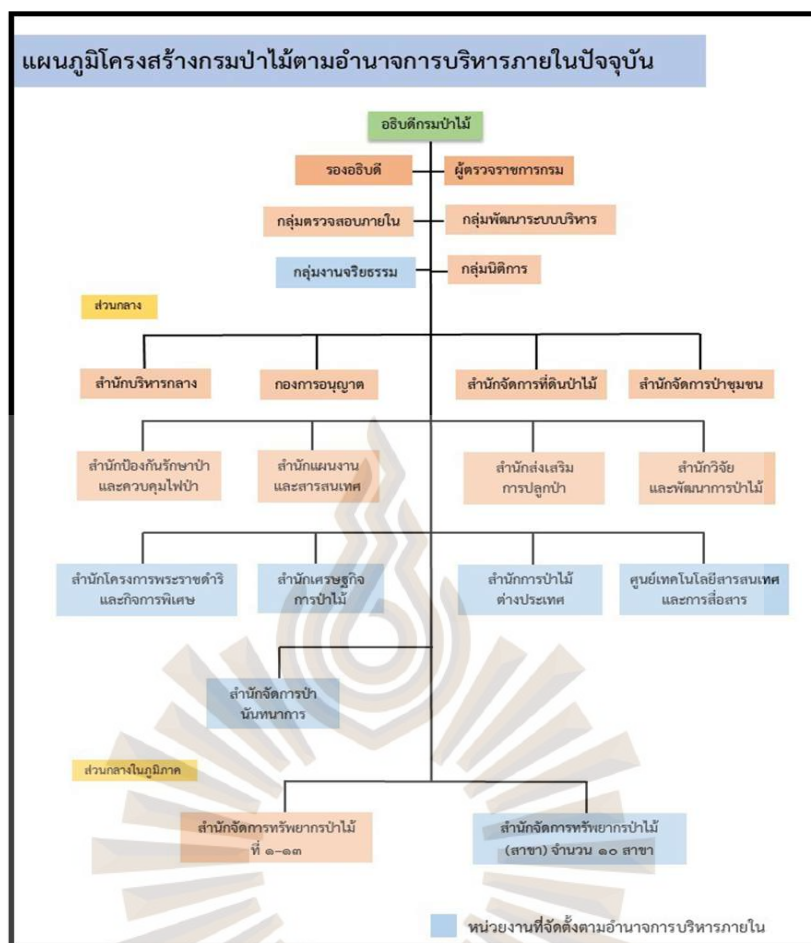 แผนภูมิโครงสร้างกรมป่าไม้ตามอำนาจการบริหารภายในปัจจุบัน
อธิบดีกรมป่าไม้
รองอธิบดี
ผู้ตรวจราชการกรม
กลุ่มตรวจสอบภายใน
กลุ่มพัฒนาระบบบริหาร
กลุ่มงานจริยธรรม
กลุ่มนิติการ
ส่วนกลาง
สำนักบริหารกลาง
กองการอนุญาต
สำนักจัดการที่ดินป่าไม้
สำนักจัดการป่าชุมชน
สำนักป้องกันรักษาป่า
และควบคุมไฟป่า
สำนักแผนงาน
และสารสนเทศ
สำนักส่งเสริม
การปลูกป่า
สำนักวิจัย
และพัฒนาการป่าไม้
สำนักโครงการพระราชดำริ
และกิจการพิเศษ
สำนักเศรษฐกิจ
การป่าไม้
สำนักการป่าไม้
ต่างประเทศ
ศูนย์เทคโนโลยีสารสนเทศ
และการสื่อสาร
สำนักจัดการป่า
นันทนาการ
ส่วนกลางในภูมิภาค
สำนักจัดการทรัพยากรป่าไม้
ที่ ๑-๑๓
สำนักจัดการทรัพยากรป่าไม้
(สาขา) จำนวน ๑๐ สาขา
หน่วยงานที่จัดตั้งตามอำนาจการบริหารภายใน